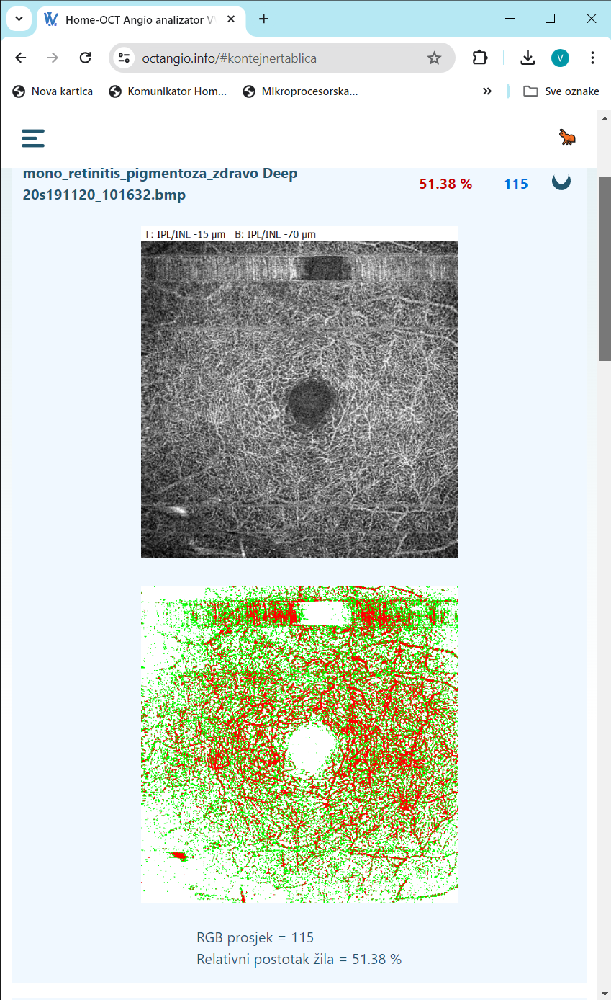 Home-OCT Angio analizator V
octangio.info/#kontejnertablica
V
Nova kartica
Komunikator Hom...
Mikroprocesorska...
Sve oznake
mono_retinitis_pigmentoza_zdravo Deep
20s191120_101632.bmp
51.38 %
115
T: IPL/INL -15 µm B: IPL/INL -70 µm
RGB prosjek = 115
Relativni postotak žila = 51.38 %